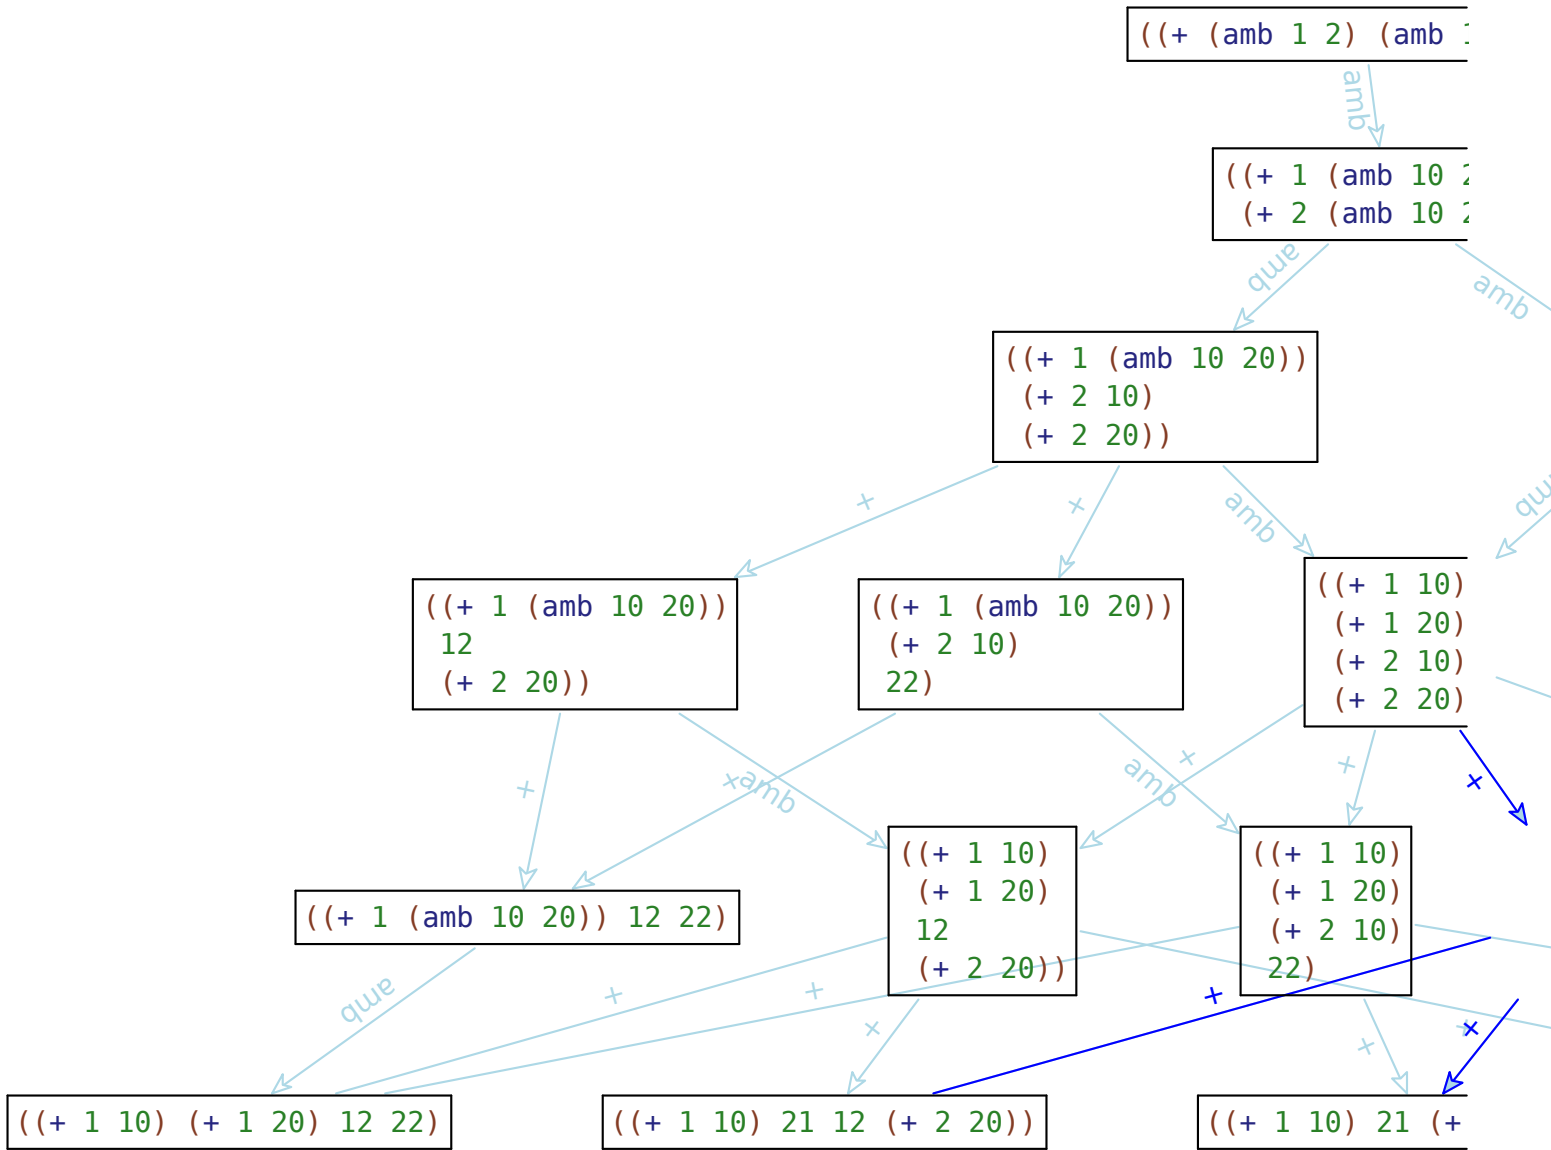 ((+ (amb 1 2) (amb
amb
((+ 1 (amb 10
(+ 2 (amb 10
amb
amb
((+ 1 (amb 10 20))
(+ 2 10)
(+ 2 20))
+
+
amb
((+ 1 (amb 10 20))
12
(+ 2 20))
((+ 1 (amb 10 20))
(+ 2 10)
22)
((+ 1 10)
(+ 1 20)
(+ 2 10)
(+ 2 20)
+
+
amb
amb
+
+
+
((+ 1 (amb 10 20)) 12 22)
((+ 1 10)
(+ 1 20)
12
(+ 2 20))
((+ 1 10)
(+ 1 20)
(+ 2 10)
22)
amb
+
+
+
+
+
+
((+ 1 10) (+ 1 20) 12 22)
((+ 1 10) 21 12 (+ 2 20))
((+ 1 10) 21 (+